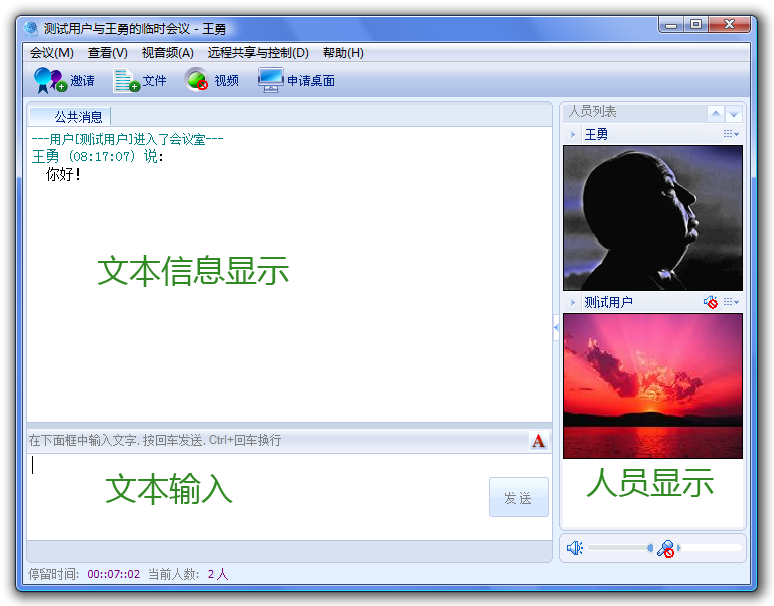 测试用户与王勇的临时会议 - 王勇
会议(M) 查看(V) 视音频(A) 远程共享与控制(D) 帮助(H)
邀请 文件 视频 申请桌面
公共消息
---用户[测试用户]进入了会议室---
王勇 (08:17:07) 说:
你好!
文本信息显示
在下面框中输入文字, 按回车发送, Ctrl+回车换行 A
文本输入
发 送
人员列表
王勇
测试用户
人员显示
停留时间: 00::07::02 当前人数: 2 人